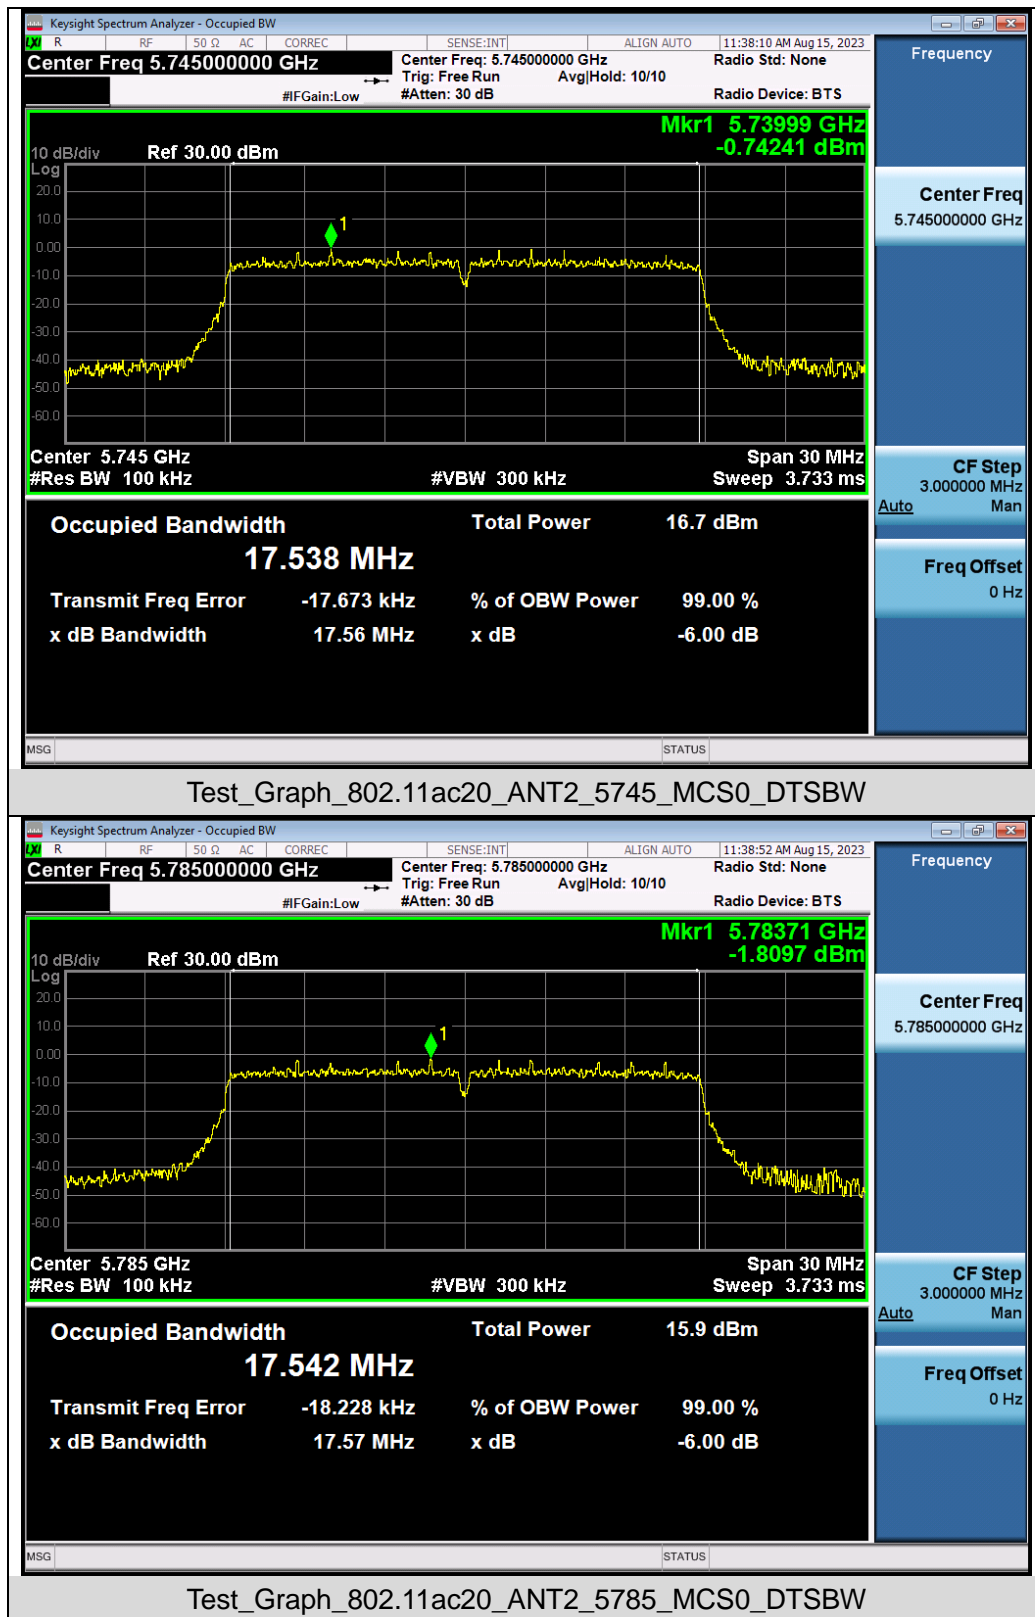 Keysight Spectrum Analyzer - Occupied BW
LXI R RF 50 Ω AC CORREC SENSE:INT ALIGN AUTO 11:38:10 AM Aug 15, 2023
Center Freq 5.745000000 GHz
Center Freq: 5.745000000 GHz
Radio Std: None
Trig: Free Run Avg|Hold: 10/10
#IFGain:Low
#Atten: 30 dB
Radio Device: BTS
Frequency
Mkr1 5.73999 GHz
-0.74241 dBm
10 dB/div Ref 30.00 dBm
Log
20.0
10.0
0.00
-10.0
-20.0
-30.0
-40.0
-50.0
-60.0
1
Center 5.745 GHz
Span 30 MHz
#Res BW 100 kHz
#VBW 300 kHz
Sweep 3.733 ms
Center Freq
5.745000000 GHz
CF Step
3.000000 MHz
Auto Man
Freq Offset
0 Hz
Occupied Bandwidth
Total Power 16.7 dBm
17.538 MHz
Transmit Freq Error -17.673 kHz % of OBW Power 99.00 %
x dB Bandwidth 17.56 MHz x dB -6.00 dB
MSG STATUS
Test_Graph_802.11ac20_ANT2_5745_MCS0_DTSBW
Keysight Spectrum Analyzer - Occupied BW
LXI R RF 50 Ω AC CORREC SENSE:INT ALIGN AUTO 11:38:52 AM Aug 15, 2023
Center Freq 5.785000000 GHz
Center Freq: 5.785000000 GHz
Radio Std: None
Trig: Free Run Avg|Hold: 10/10
#IFGain:Low
#Atten: 30 dB
Radio Device: BTS
Frequency
Mkr1 5.78371 GHz
-1.8097 dBm
10 dB/div Ref 30.00 dBm
Log
20.0
10.0
0.00
-10.0
-20.0
-30.0
-40.0
-50.0
-60.0
1
Center 5.785 GHz
Span 30 MHz
#Res BW 100 kHz
#VBW 300 kHz
Sweep 3.733 ms
Center Freq
5.785000000 GHz
CF Step
3.000000 MHz
Auto Man
Freq Offset
0 Hz
Occupied Bandwidth
Total Power 15.9 dBm
17.542 MHz
Transmit Freq Error -18.228 kHz % of OBW Power 99.00 %
x dB Bandwidth 17.57 MHz x dB -6.00 dB
MSG STATUS
Test_Graph_802.11ac20_ANT2_5785_MCS0_DTSBW